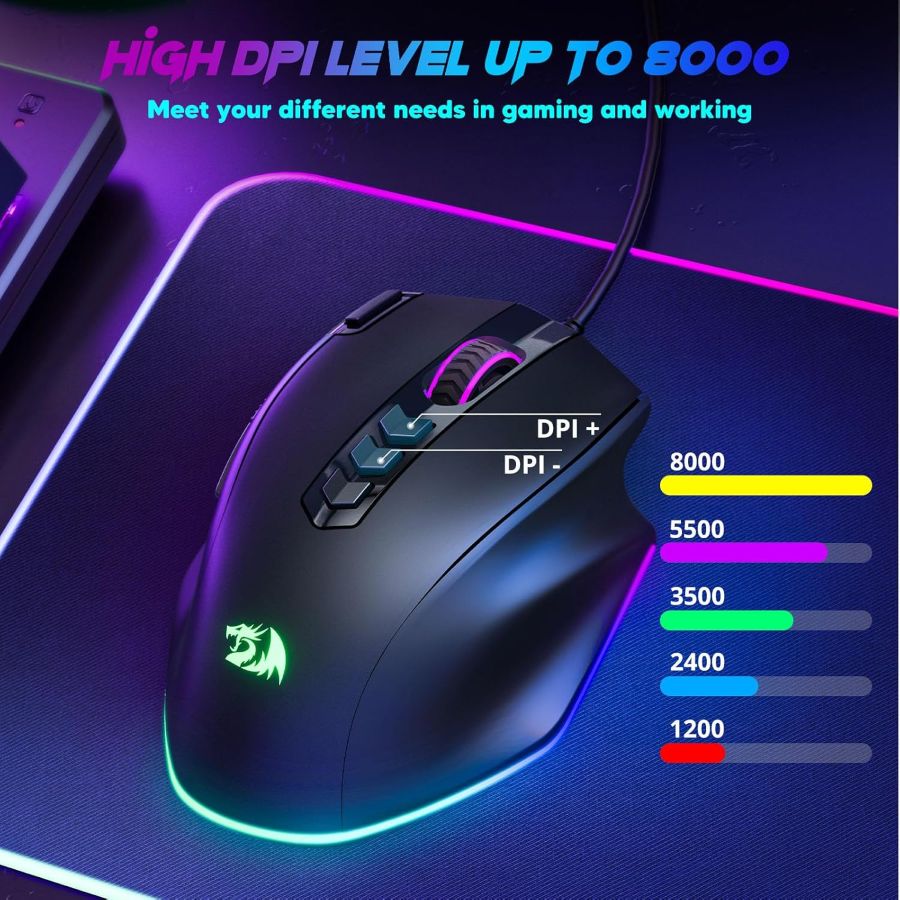 HIGH DPI LEVEL UP TO 8000
Meet your different needs in gaming and working
DPI +
DPI -
8000
5500
3500
2400
1200